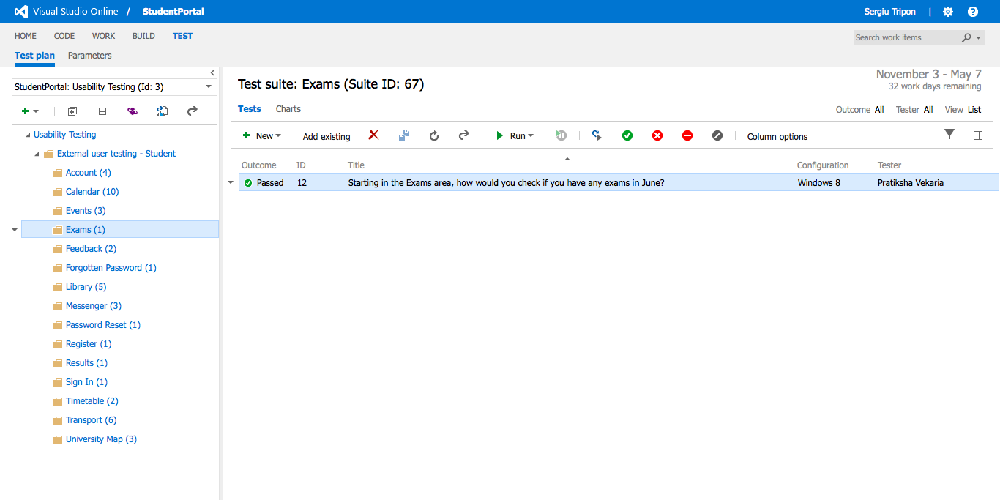 Visual Studio Online / StudentPortal Sergiu Tripon |
HOME CODE WORK BUILD TEST Search work items
Test plan Parameters
StudentPortal: Usability Testing (Id: 3)
Usability Testing
External user testing - Student
Account (4)
Calendar (10)
Events (3)
Exams (1)
Feedback (2)
Forgotten Password (1)
Library (5)
Messenger (3)
Password Reset (1)
Register (1)
Results (1)
Sign In (1)
Timetable (2)
Transport (6)
University Map (3)
Test suite: Exams (Suite ID: 67)
November 3 - May 7
32 work days remaining
Tests Charts
Outcome All Tester All View List
New Add existing Run Column options
Outcome ID Title Configuration Tester
Passed 12 Starting in the Exams area, how would you check if you have any exams in June? Windows 8 Pratiksha Vekaria